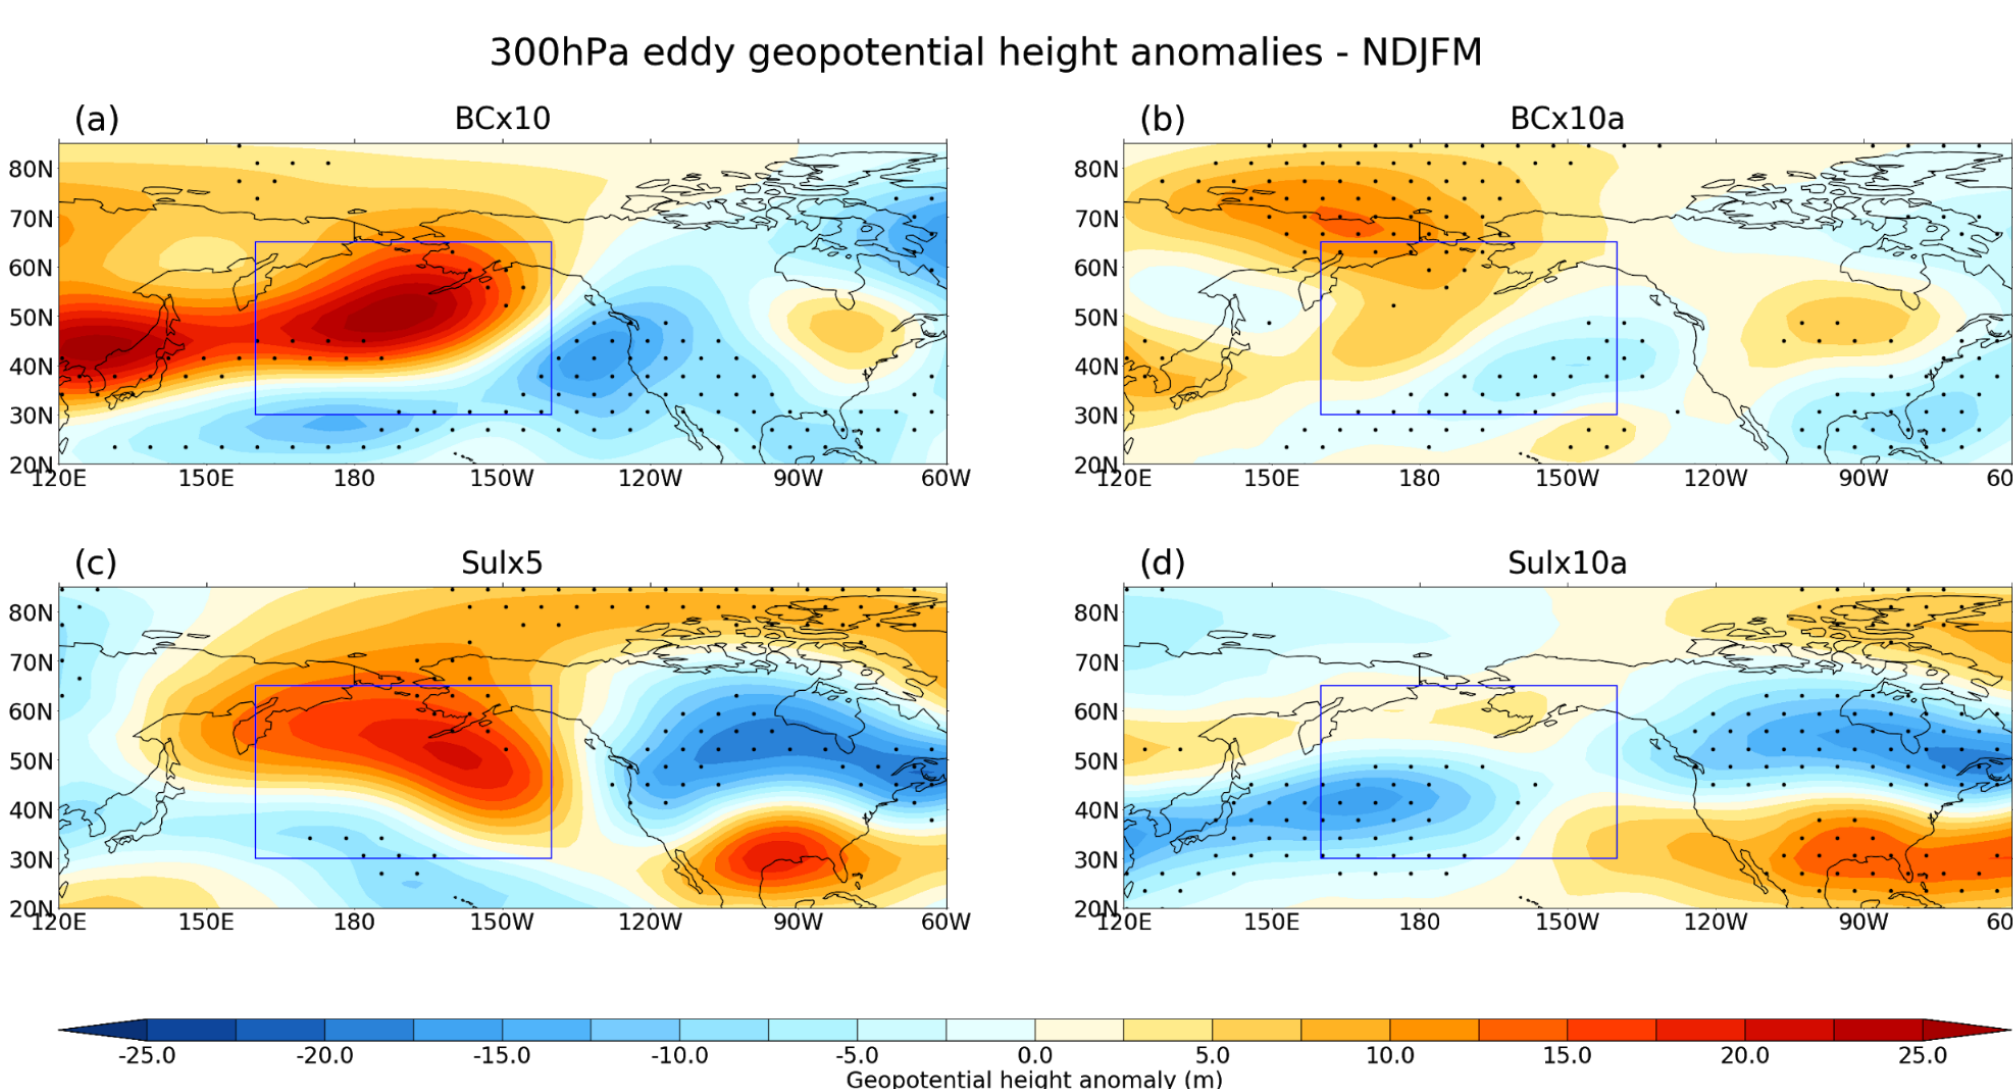 300hPa eddy geopotential height anomalies - NDJFM
(a) BCx10
80N
70N
60N
50N
40N
30N
20N
120E 150E 180 150W 120W 90W 60W
(b) BCx10a
80N
70N
60N
50N
40N
30N
20N
120E 150E 180 150W 120W 90W 60
(c) Sulx5
80N
70N
60N
50N
40N
30N
20N
120E 150E 180 150W 120W 90W 60W
(d) Sulx10a
80N
70N
60N
50N
40N
30N
20N
120E 150E 180 150W 120W 90W 60
-25.0 -20.0 -15.0 -10.0 -5.0 0.0 5.0 10.0 15.0 20.0 25.0
Geopotential height anomaly (m)